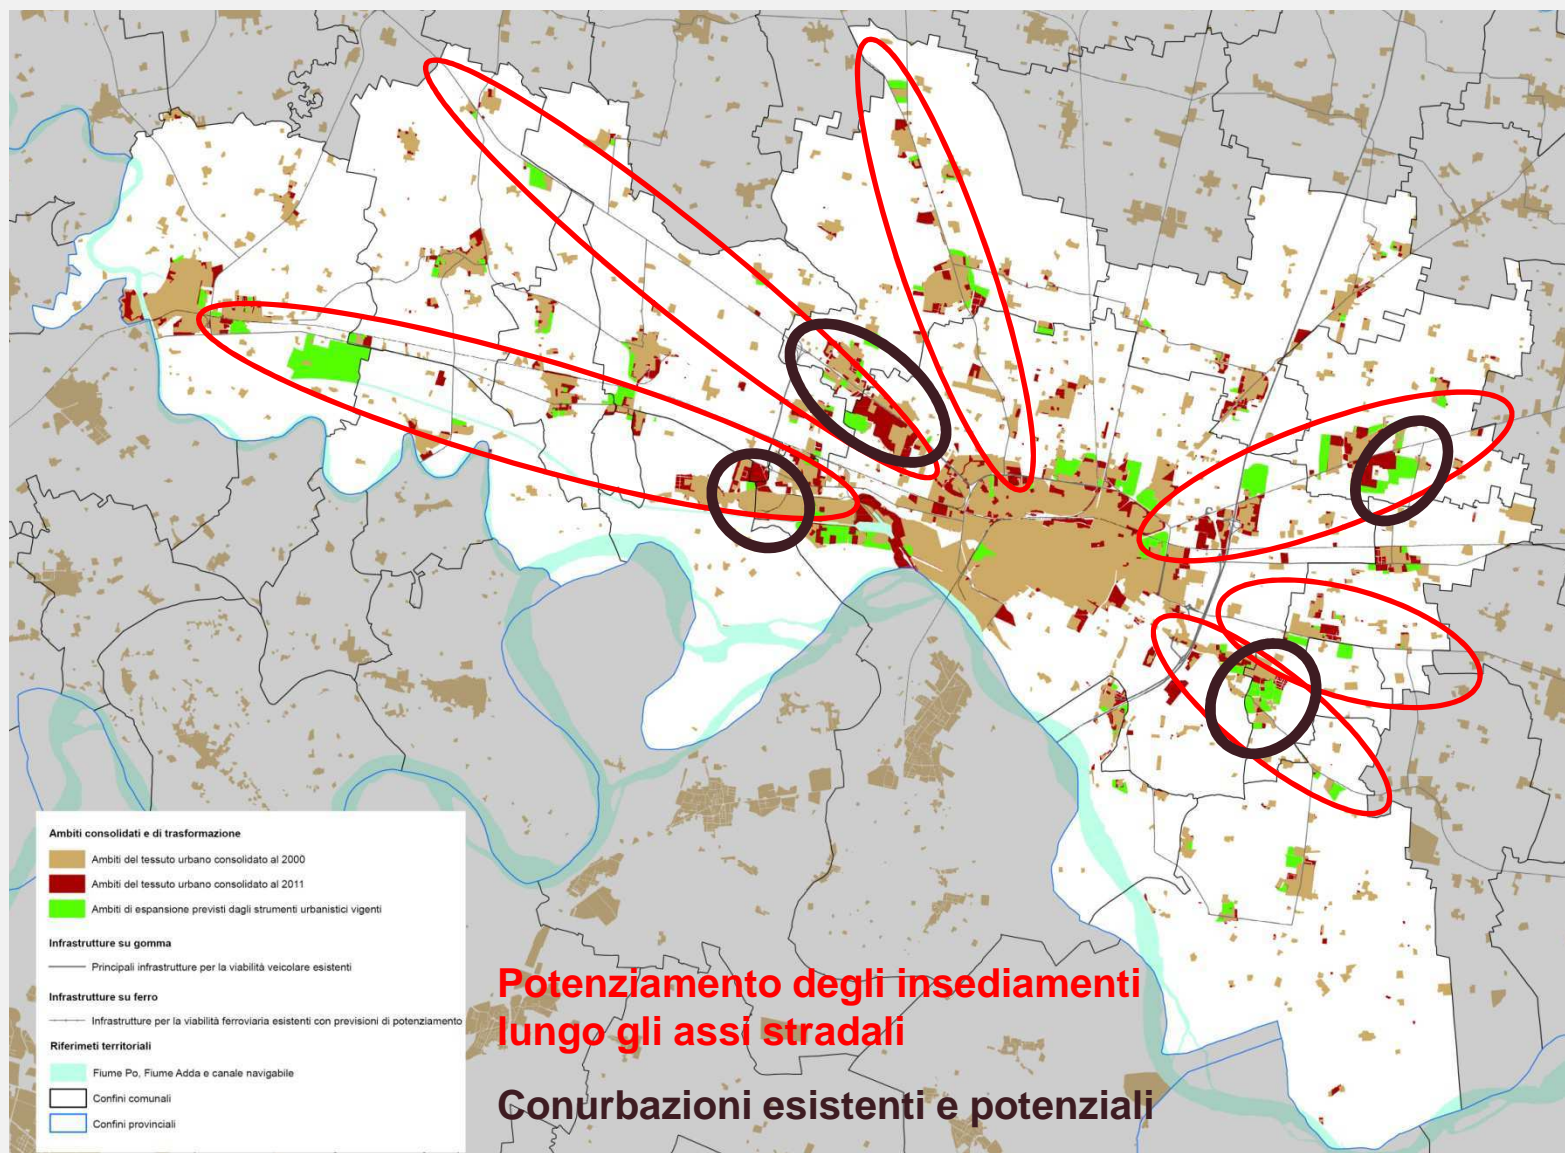 Ambiti consolidati e di trasformazione
Ambiti del tessuto urbano consolidato al 2000
Ambiti del tessuto urbano consolidato al 2011
Ambiti di espansione previsti dagli strumenti urbanistici vigenti
Infrastrutture su gomma
Principali infrastrutture per la viabilità veicolare esistenti
Infrastrutture su ferro
Infrastrutture per la viabilità ferroviaria esistenti con previsioni di potenziamento
Riferimeti territoriali
Fiume Po, Fiume Adda e canale navigabile
Confini comunali
Confini provinciali
Potenziamento degli insediamenti
lungo gli assi stradali
Conurbazioni esistenti e potenziali